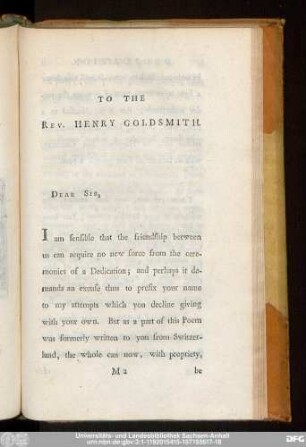 TO THE
REV. HENRY GOLDSMITH.
DEAR SIR,
I am ſenſible that the friendſhip between
us can acquire no new force from the cere-
monies of a Dedication; and perhaps it de-
mands an excuſe thus to prefix your name
to my attempts which you decline giving
with your own. But as a part of this Poem
was formerly written to you from Switzer-
land, the whole can now, with propriety,
M 2
be
Universitäts- und Landesbibliothek Sachsen-Anhalt
DFG